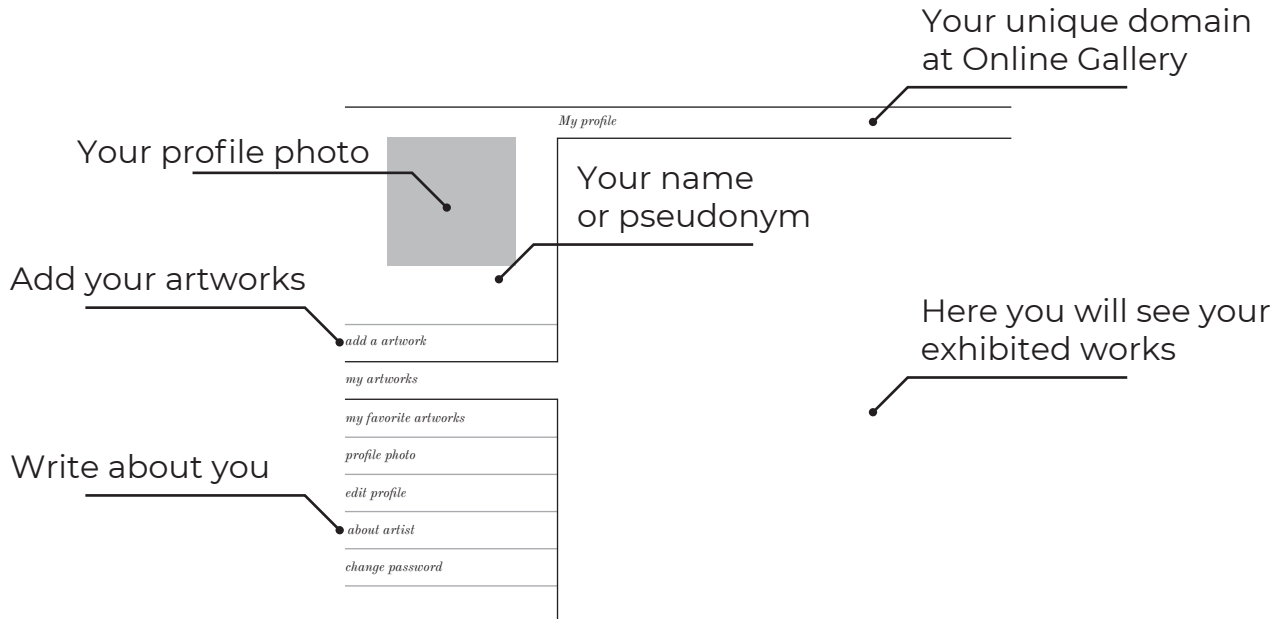 Your unique domain
at Online Gallery
My profile
Your profile photo
Your name
or pseudonym
Add your artworks
Here you will see your
exhibited works
add a artwork
my artworks
my favorite artworks
profile photo
Write about you
edit profile
about artist
change password